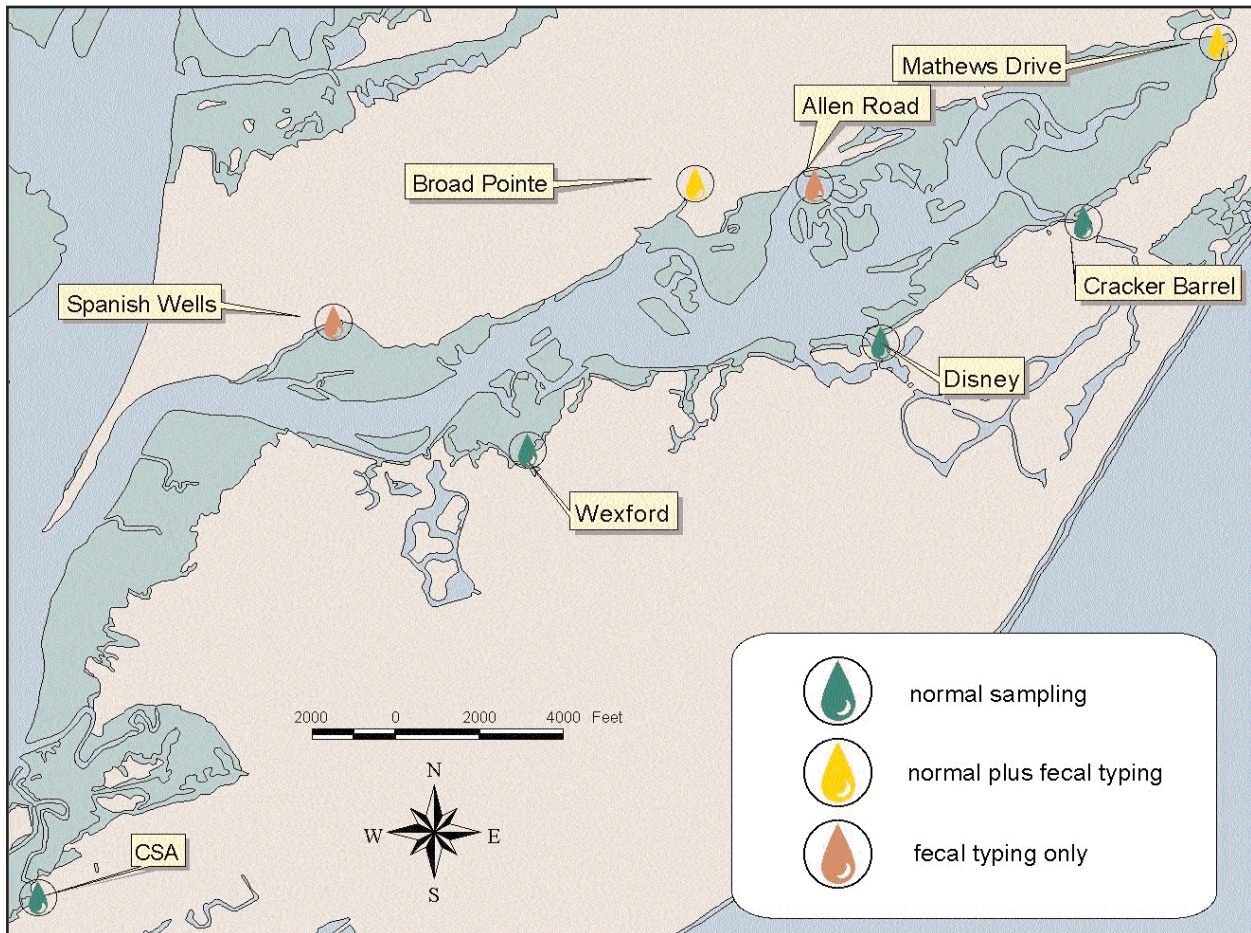 Mathews Drive
Allen Road
Broad Pointe
Cracker Barrel
Spanish Wells
Disney
Wexford
normal sampling
2000 0 2000 4000 Feet
normal plus fecal typing
N
W E
S
fecal typing only
CSA